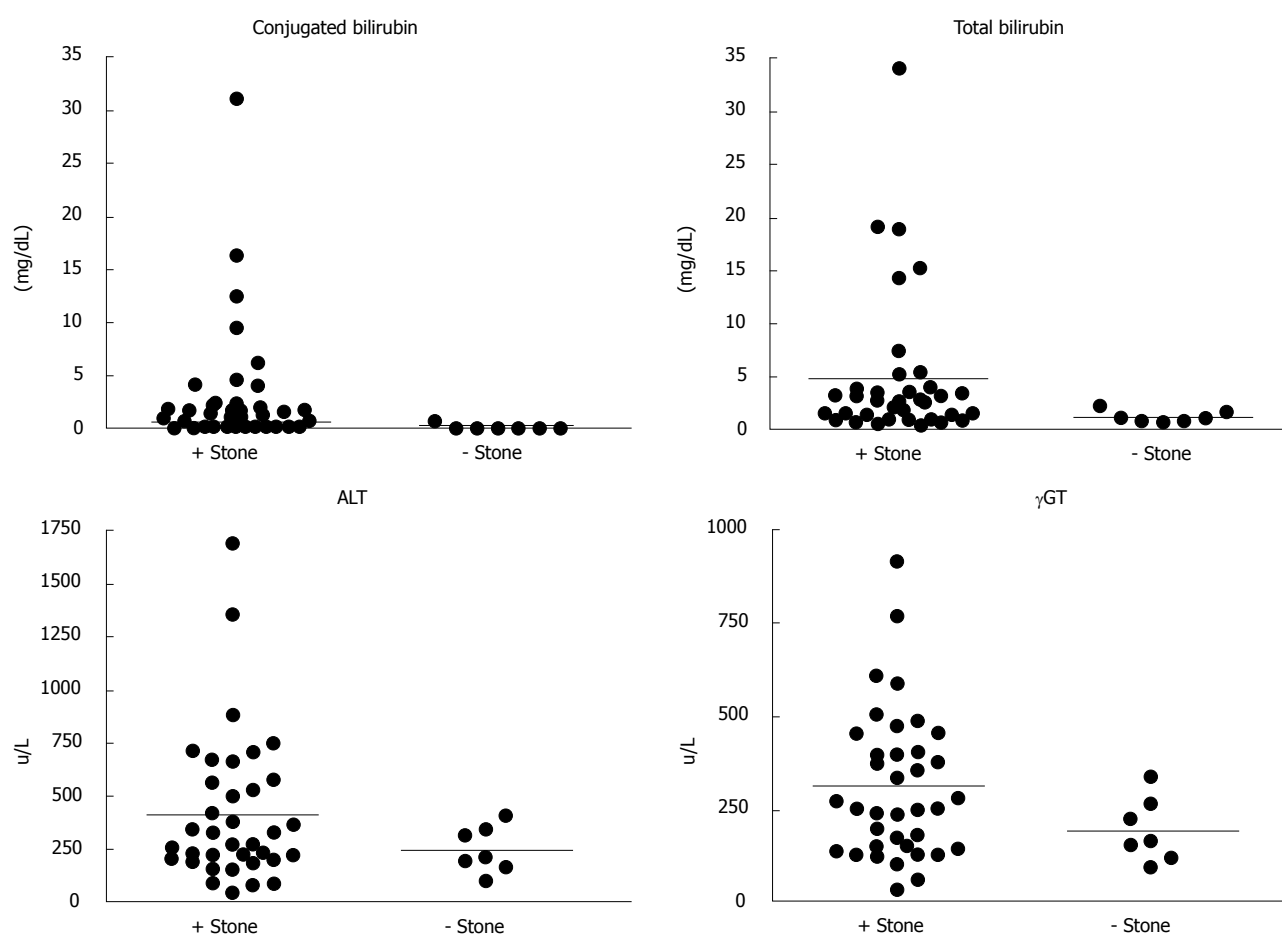 Conjugated bilirubin
35
30
25
20
15
10
5
0
(mg/dL)
+ Stone
- Stone
Total bilirubin
35
30
25
20
15
10
5
0
(mg/dL)
+ Stone
- Stone
ALT
1750
1500
1250
1000
750
500
250
0
u/L
+ Stone
- Stone
γGT
1000
750
500
250
0
u/L
+ Stone
- Stone